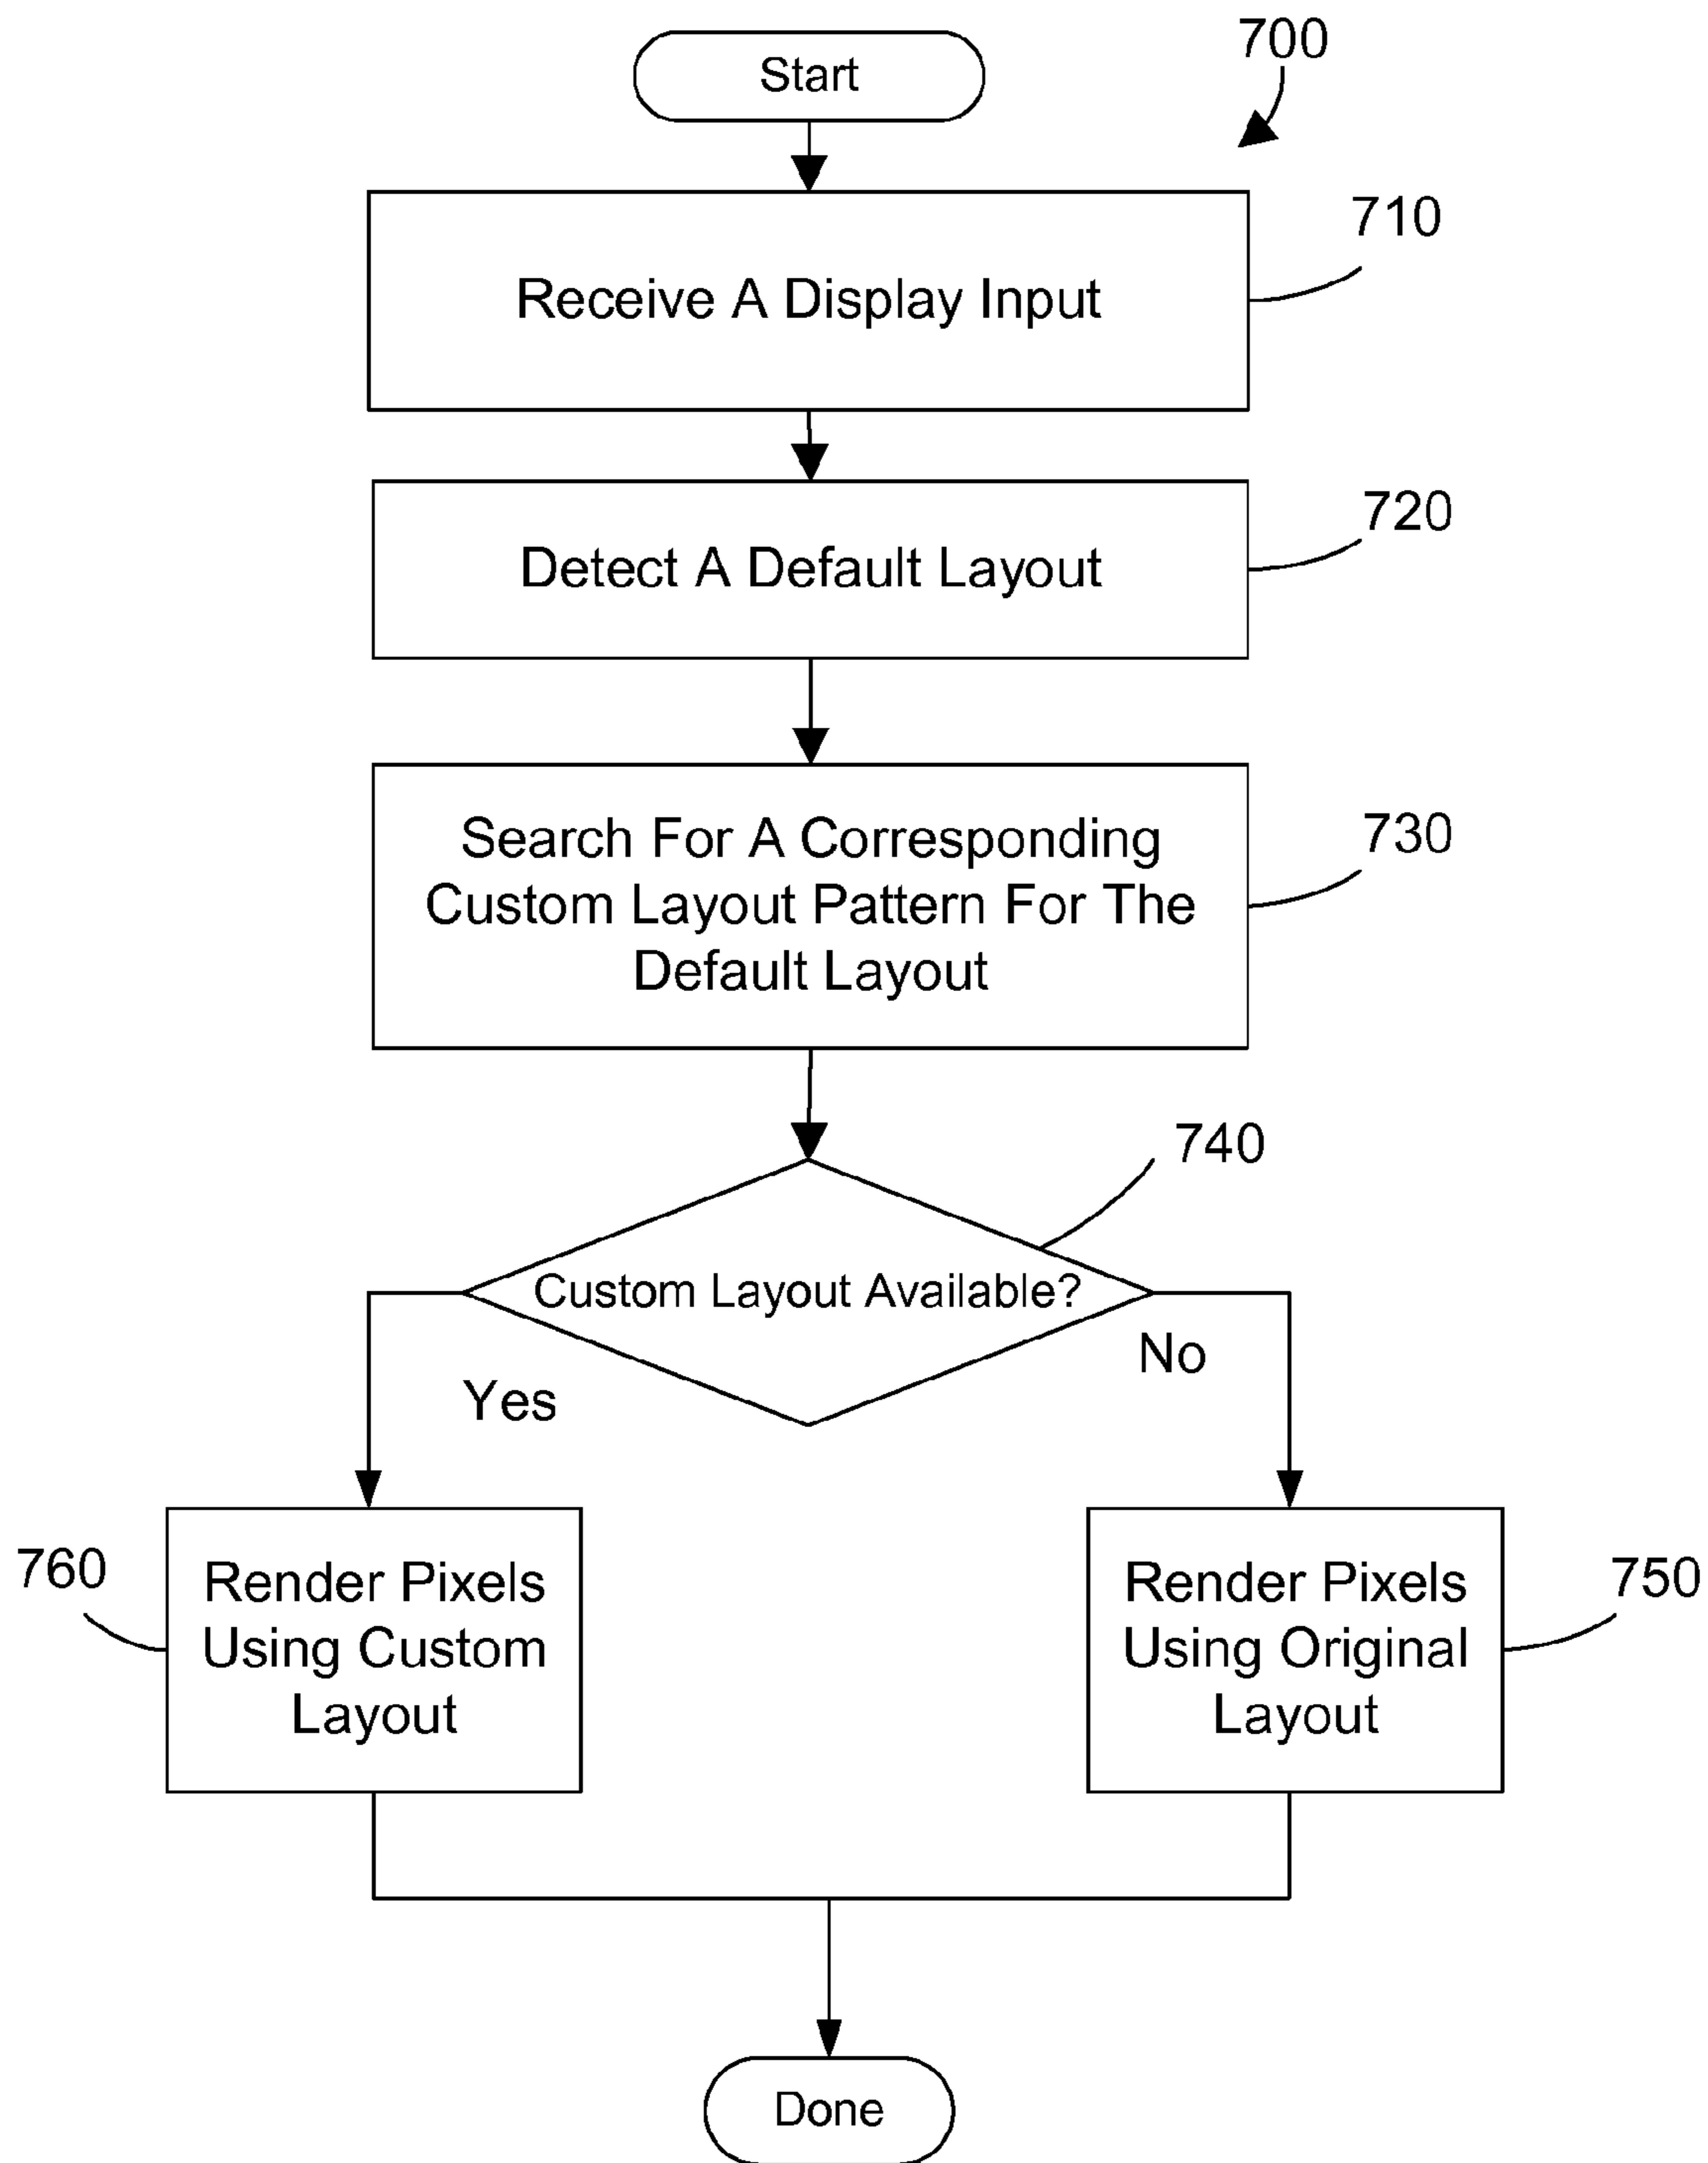 Start
700
Receive A Display Input
710
Detect A Default Layout
720
Search For A Corresponding
Custom Layout Pattern For The
Default Layout
730
740
Custom Layout Available?
Yes
No
760
Render Pixels
Using Custom
Layout
Render Pixels
Using Original
Layout
750
Done